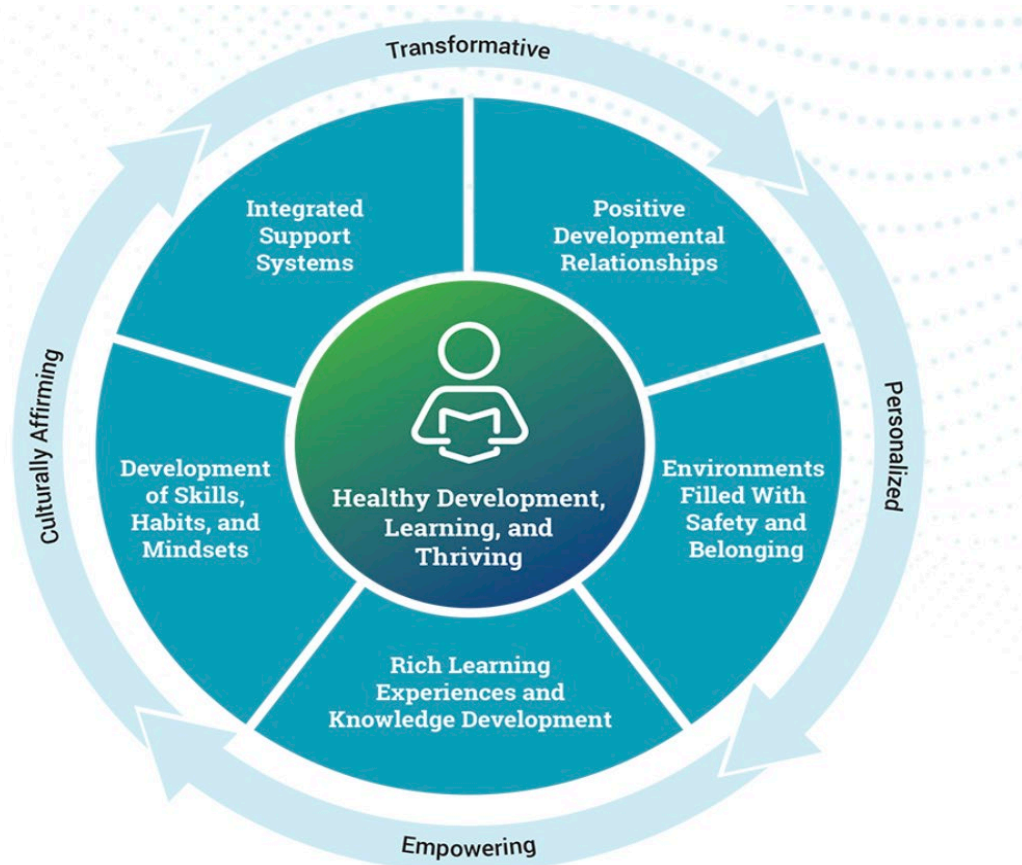 Transformative
Integrated
Support
Systems
Positive
Developmental
Relationships
Culturally Affirming
Personalized
Development
of Skills,
Habits, and
Mindsets
Healthy Development,
Learning, and
Thriving
Environments
Filled With
Safety and
Belonging
Rich Learning
Experiences and
Knowledge Development
Empowering